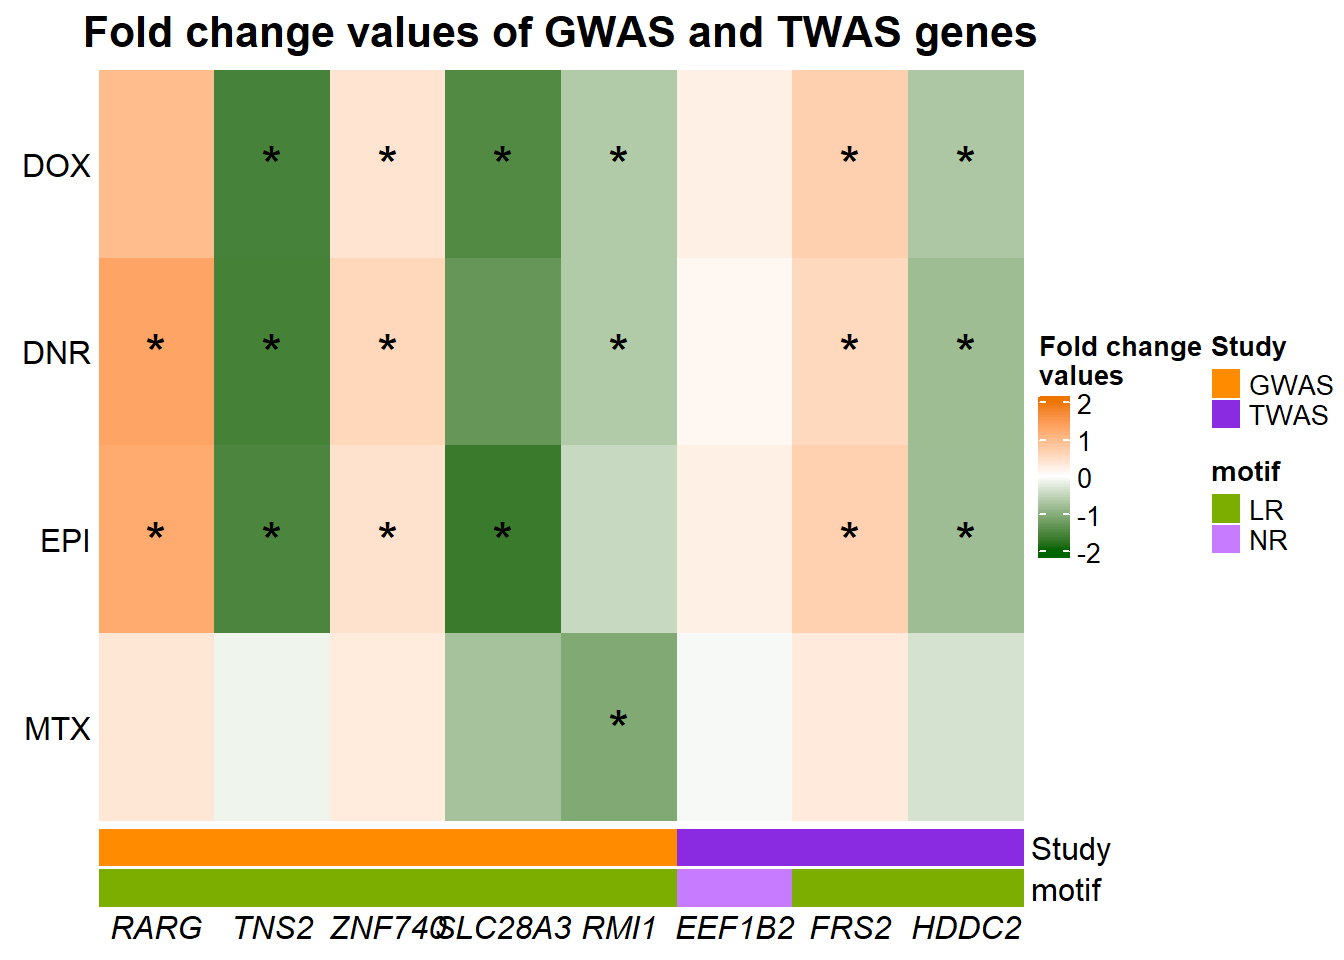 Fold change values of GWAS and TWAS genes
DOX
* * * * * *
DNR
* * * * * *
EPI
* * * * * *
MTX
*
Study
motif
RARG TNS2 ZNF740 SLC28A3 RMI1 EEF1B2 FRS2 HDDC2
Fold change
values
2
1
0
-1
-2
Study
GWAS
TWAS
motif
LR
NR